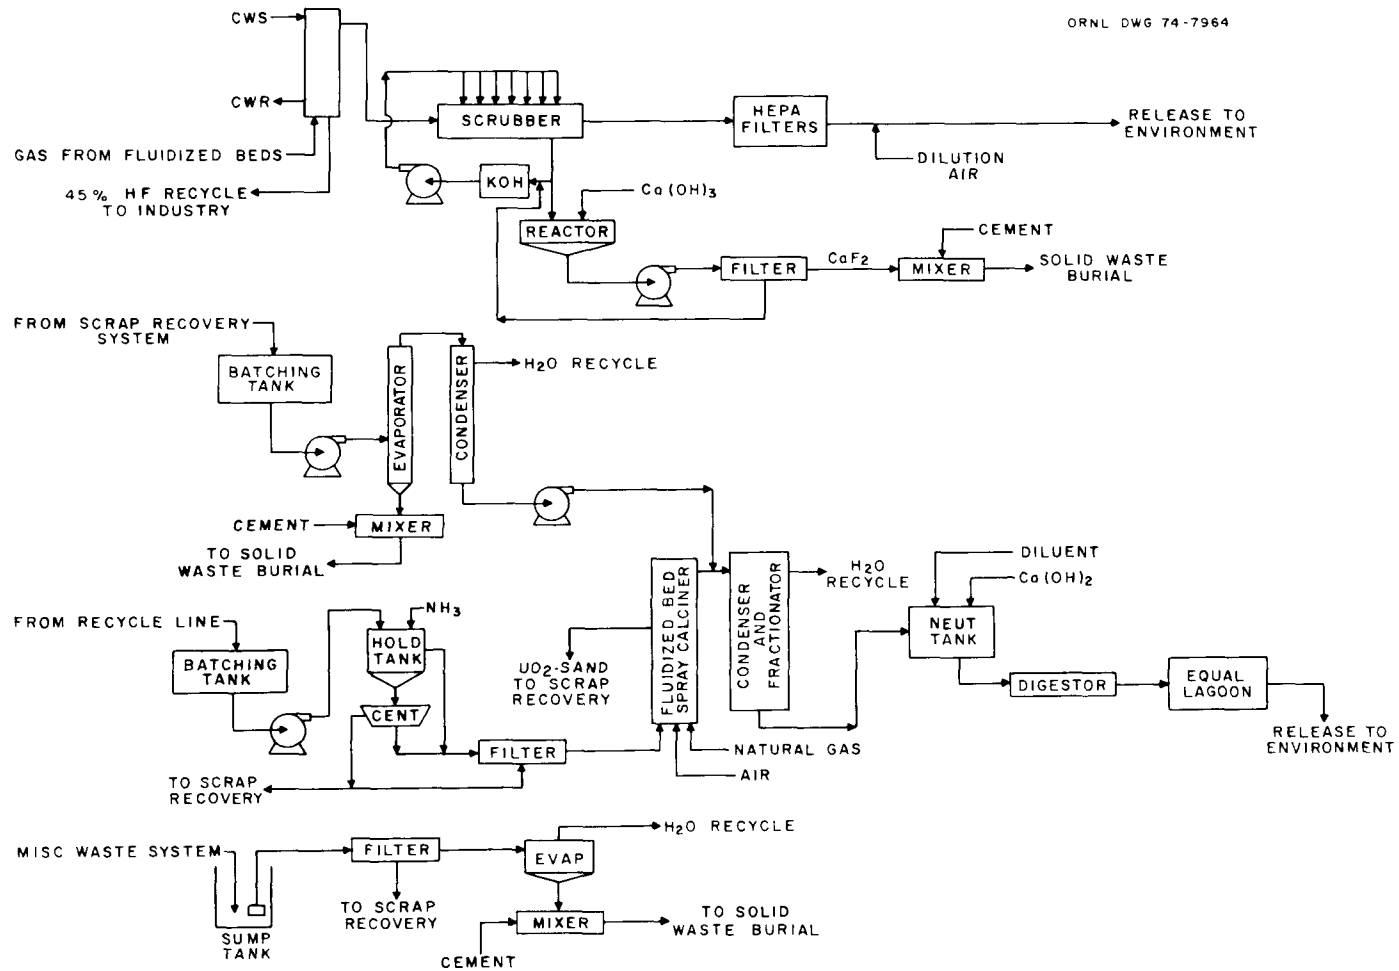 ORNL DWG 74-7964
CWS
CWR
GAS FROM FLUIDIZED BEDS
45% HF RECYCLE
TO INDUSTRY
SCRUBBER
HEPA
FILTERS
RELEASE TO
ENVIRONMENT
DILUTION
AIR
KOH
Ca(OH)3
REACTOR
CEMENT
FILTER
CaF2
MIXER
SOLID WASTE
BURIAL
FROM SCRAP RECOVERY
SYSTEM
BATCHING
TANK
EVAPORATOR
CONDENSER
H2O RECYCLE
CEMENT
MIXER
TO SOLID
WASTE BURIAL
FROM RECYCLE LINE
BATCHING
TANK
NH3
HOLD
TANK
CENT
FILTER
TO SCRAP
RECOVERY
UO2-SAND
TO SCRAP
RECOVERY
FLUIDIZED BED
SPRAY CALCINER
CONDENSER
AND
FRACTIONATOR
H2O
RECYCLE
NATURAL GAS
AIR
DILUENT
Ca(OH)2
NEUT
TANK
DIGESTOR
EQUAL
LAGOON
RELEASE TO
ENVIRONMENT
MISC WASTE SYSTEM
SUMP
TANK
FILTER
TO SCRAP
RECOVERY
H2O RECYCLE
EVAP
MIXER
CEMENT
TO SOLID
WASTE BURIAL